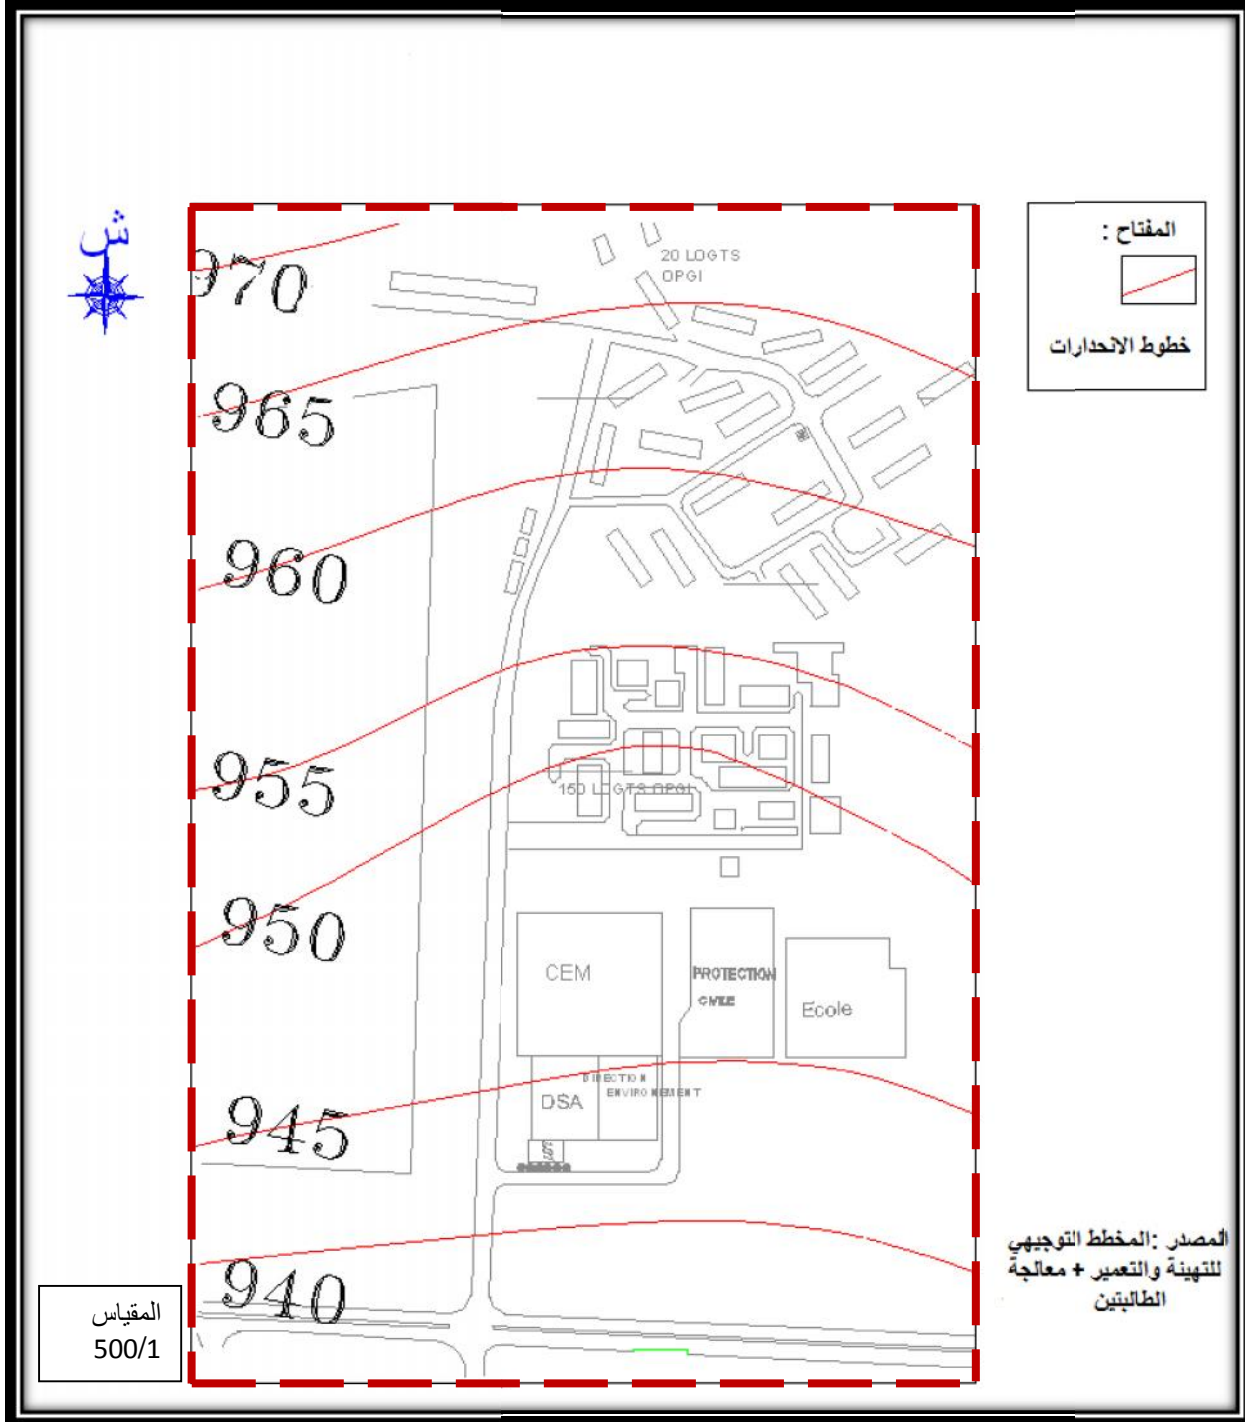 ش
المفتاح :
خطوط الانحدارات
970
20 LOGTS
OPGI
965
960
955
150 LOGTS OPGI
950
CEM
PROTECTION
CIVILE
Ecole
945
DIRECTION
ENVIRONEMENT
DSA
940
المصدر :المخطط التوجيهي
للتهيئة والتعمير + معالجة
الطالبتين
المقياس
500/1